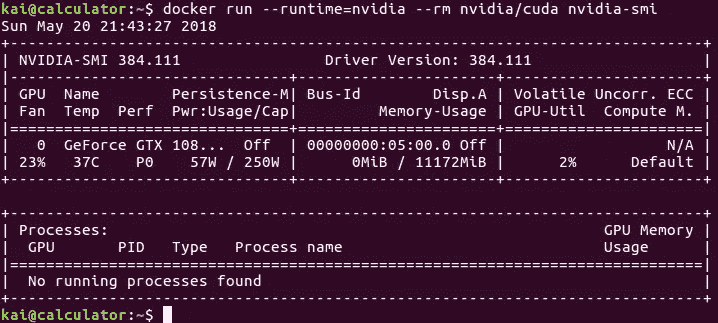 kai@calculator:~$ docker run --runtime=nvidia --rm nvidia/cuda nvidia-smi
Sun May 20 21:43:27 2018
+-----------------------------------------------------------------------------+
| NVIDIA-SMI 384.111                Driver Version: 384.111                   |
|-------------------------------+----------------------+----------------------+
| GPU  Name        Persistence-M| Bus-Id        Disp.A | Volatile Uncorr. ECC |
| Fan  Temp  Perf  Pwr:Usage/Cap|         Memory-Usage | GPU-Util  Compute M. |
|===============================+======================+======================|
|   0  GeForce GTX 108...  Off  | 00000000:05:00.0 Off |                  N/A |
| 23%   37C    P0    57W / 250W |      0MiB / 11172MiB |      2%      Default |
+-------------------------------+----------------------+----------------------+

+-----------------------------------------------------------------------------+
| Processes:                                                       GPU Memory |
|  GPU       PID   Type   Process name                             Usage      |
|=============================================================================|
|  No running processes found                                                 |
+-----------------------------------------------------------------------------+
kai@calculator:~$